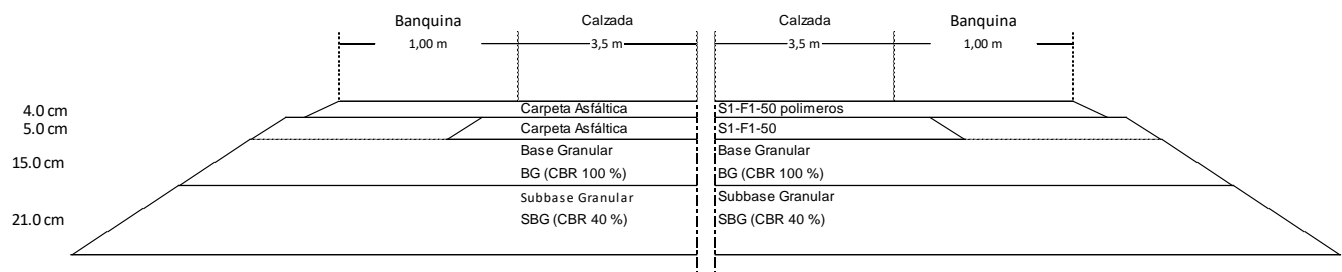 Banquina Calzada Calzada Banquina
1,00 m 3,5 m 3,5 m 1,00 m
4.0 cm Carpeta Asfáltica S1-F1-50 polimeros
5.0 cm Carpeta Asfáltica S1-F1-50
15.0 cm Base Granular Base Granular
BG (CBR 100 %) BG (CBR 100 %)
21.0 cm Subbase Granular Subbase Granular
SBG (CBR 40 %) SBG (CBR 40 %)